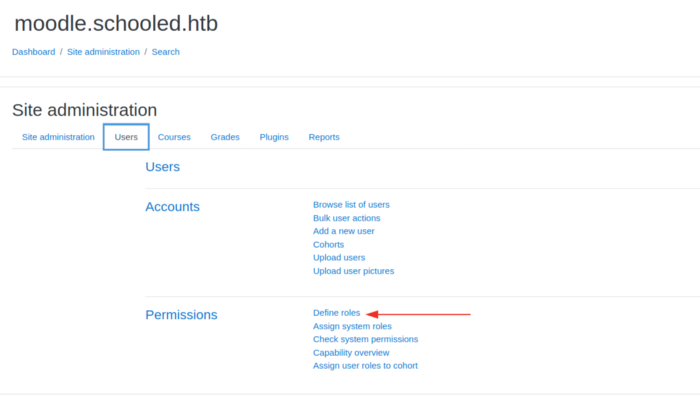 moodle.schooled.htb
Dashboard / Site administration / Search
Site administration
Site administration Users Courses Grades Plugins Reports
Users
Accounts
Browse list of users
Bulk user actions
Add a new user
Cohorts
Upload users
Upload user pictures
Permissions
Define roles
Assign system roles
Check system permissions
Capability overview
Assign user roles to cohort